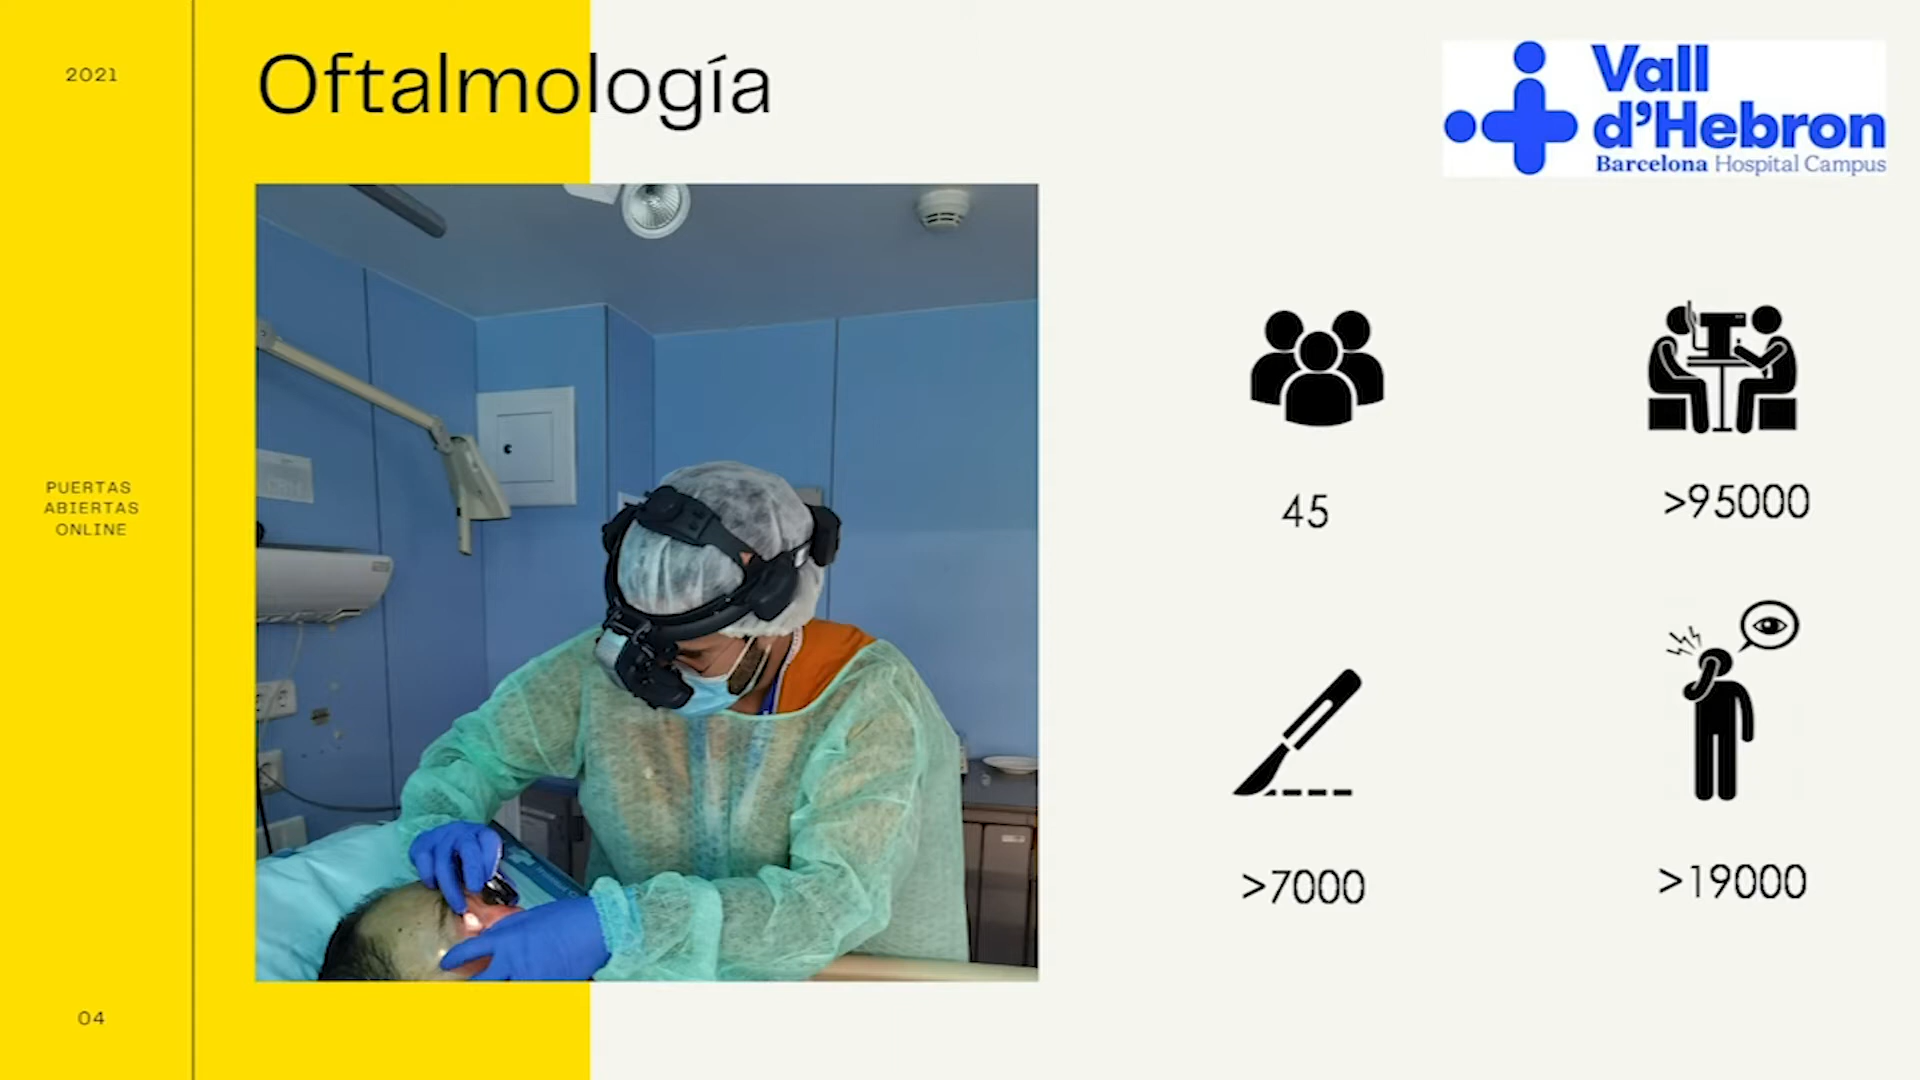 2021
Oftalmología
Vall
d'Hebron
Barcelona Hospital Campus
PUERTAS
ABIERTAS
ONLINE
45
>95000
>7000
>19000
04